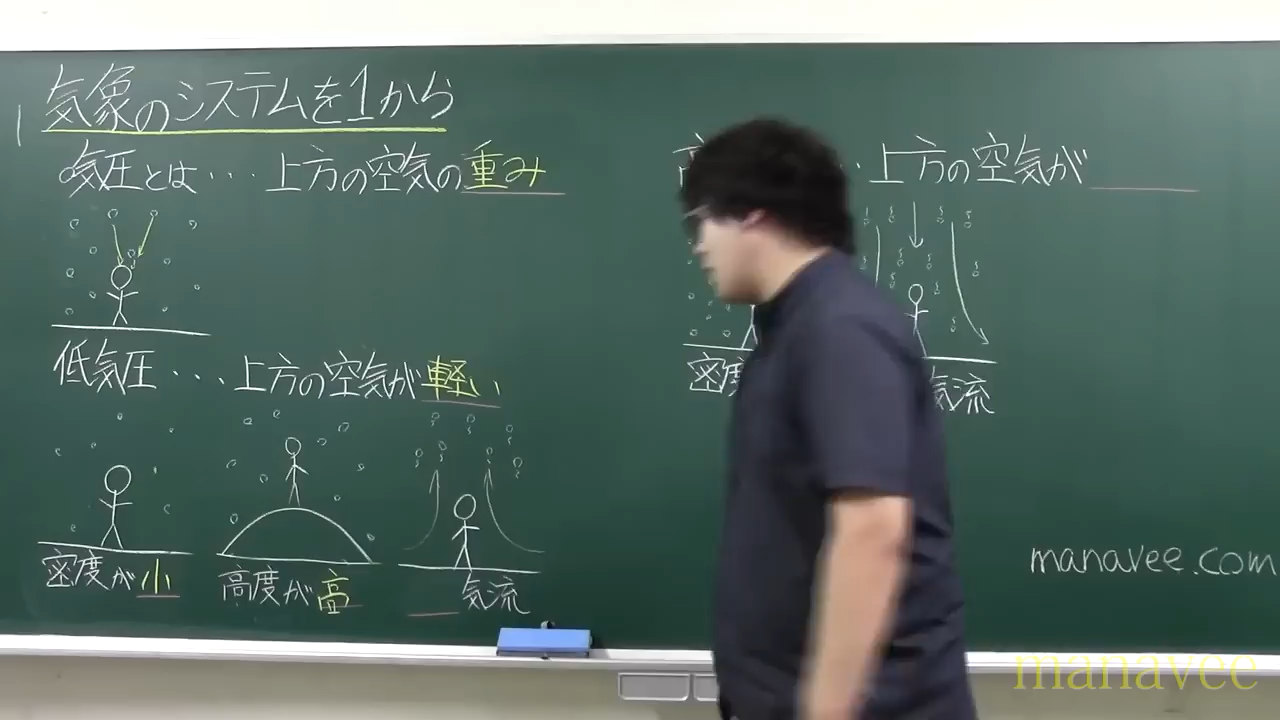 気象のシステムを1から
気圧とは・・・上方の空気の重み
低気圧・・・上方の空気が軽い
密度が小
高度が高
気流
上方の空気が
密度
気流
manavee.com
manavee